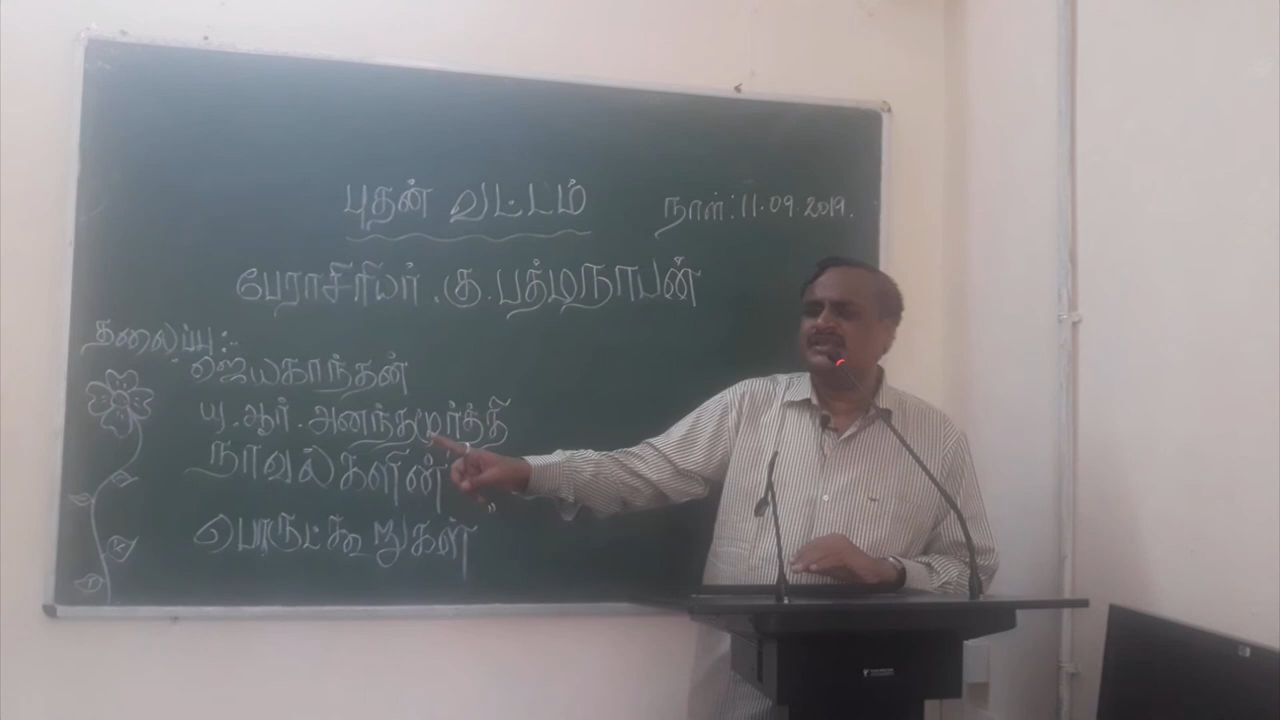 புதன் வட்டம்
நாள்: 11.09.2019.
பேராசிரியர். கு. பத்மநாபன்
தலைப்பு:-
ஜெயகாந்தன்
யு. ஆர். அனந்தமூர்த்தி
நாவல்களின்
பொருட்கூறுகள்"